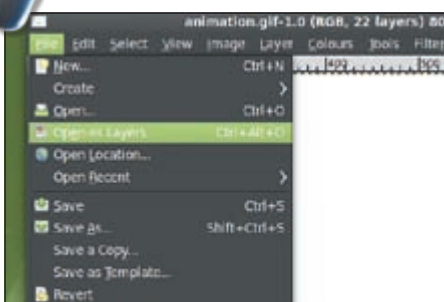 animation.gif-1.0 (RGB, 22 layers) 80
File Edit Select View Image Layer Colours Tools Filter
New... Ctrl+N
Create
Open... Ctrl+O
Open as Layers... Ctrl+Alt+O
Open Location...
Open Recent
Save Ctrl+S
Save As... Shift+Ctrl+S
Save a Copy...
Save as Template...
Revert